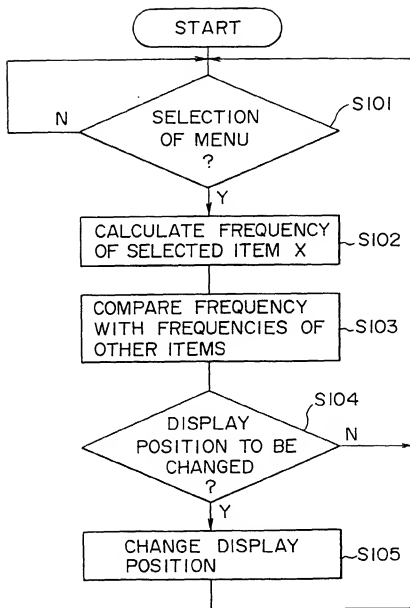 START
N
SELECTION
OF MENU
?
S101
Y
CALCULATE FREQUENCY
OF SELECTED ITEM X
S102
COMPARE FREQUENCY
WITH FREQUENCIES OF
OTHER ITEMS
S103
S104
DISPLAY
POSITION TO BE
CHANGED
?
N
Y
CHANGE DISPLAY
POSITION
S105